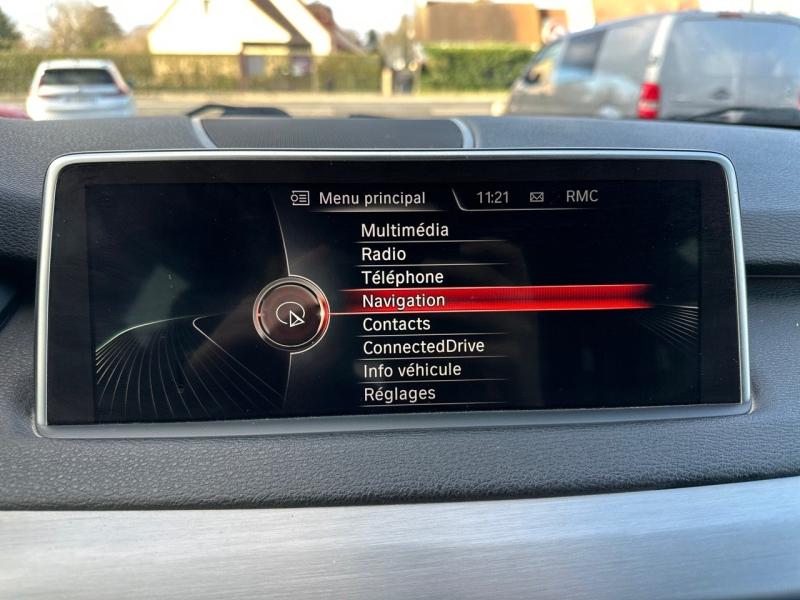 Menu principal 11:21 RMC
Multimédia
Radio
Téléphone
Navigation
Contacts
ConnectedDrive
Info véhicule
Réglages